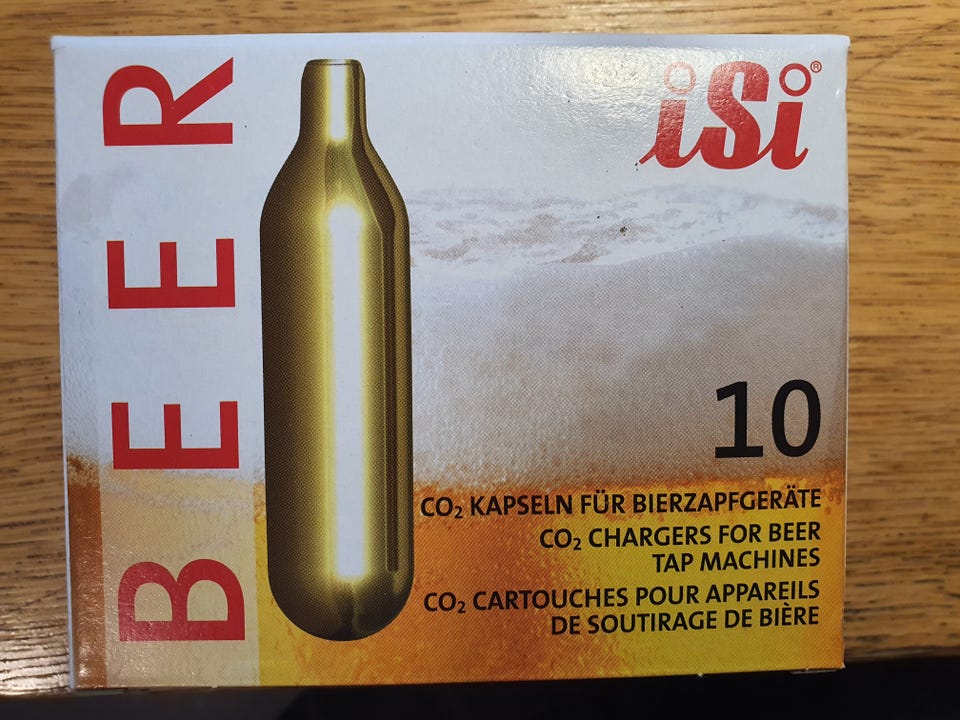 BEER
iSi®
10
CO₂ KAPSELN FÜR BIERZAPFGERÄTE
CO₂ CHARGERS FOR BEER
TAP MACHINES
CO₂ CARTOUCHES POUR APPAREILS
DE SOUTIRAGE DE BIÈRE